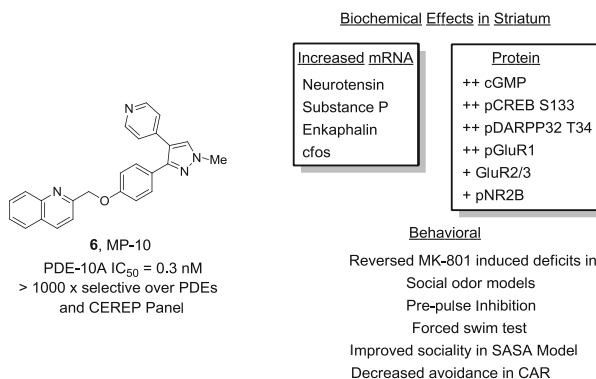 Biochemical Effects in Striatum
Increased mRNA
Neurotensin
Substance P
Enkaphalin
cfos
Protein
++ cGMP
++ pCREB S133
++ pDARPP32 T34
++ pGluR1
+ GluR2/3
+ pNR2B
N
N
N
CH3
N
O
6, MP-10
PDE-10A IC50 = 0.3 nM
> 1000 x selective over PDEs
and CEREP Panel
Behavioral
Reversed MK-801 induced deficits in
Social odor models
Pre-pulse Inhibition
Forced swim test
Improved sociality in SASA Model
Decreased avoidance in CAR